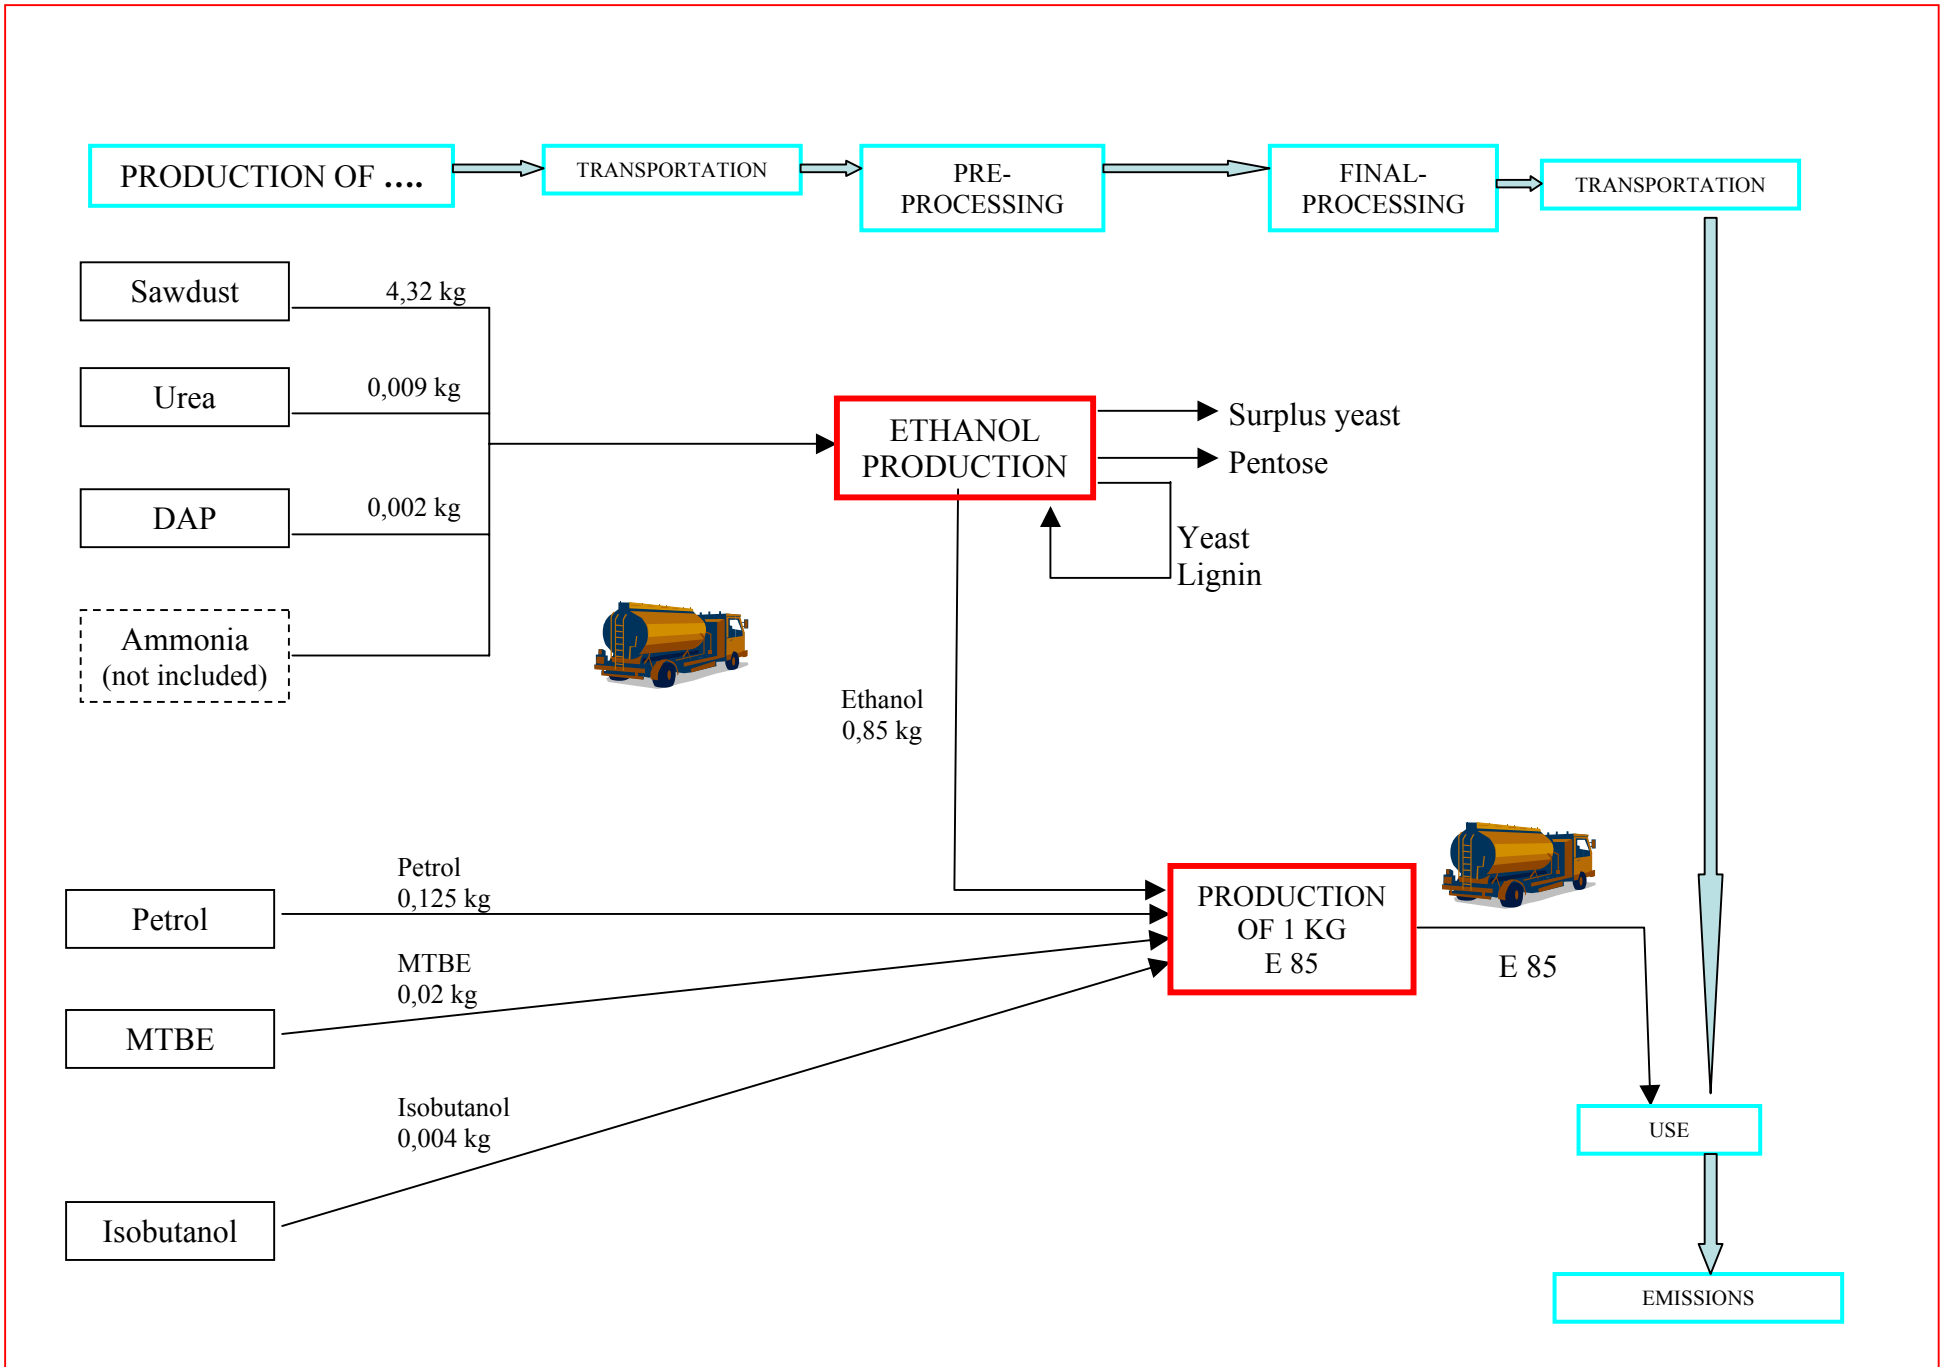 PRODUCTION OF ....
TRANSPORTATION
PRE-
PROCESSING
FINAL-
PROCESSING
TRANSPORTATION
Sawdust
4,32 kg
Urea
0,009 kg
ETHANOL
PRODUCTION
Surplus yeast
Pentose
DAP
0,002 kg
Yeast
Lignin
Ammonia
(not included)
Ethanol
0,85 kg
Petrol
Petrol
0,125 kg
PRODUCTION
OF 1 KG
E 85
E 85
MTBE
0,02 kg
MTBE
Isobutanol
0,004 kg
Isobutanol
USE
EMISSIONS